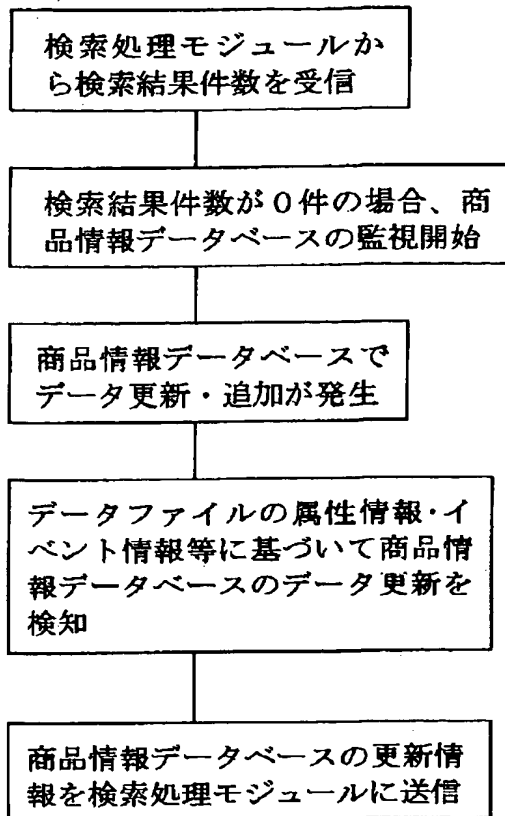 検索処理モジュールか
ら検索結果件数を受信
検索結果件数が０件の場合、商
品情報データベースの監視開始
商品情報データベースで
データ更新・追加が発生
データファイルの属性情報・イ
ベント情報等に基づいて商品情
報データベースのデータ更新を
検知
商品情報データベースの更新情
報を検索処理モジュールに送信